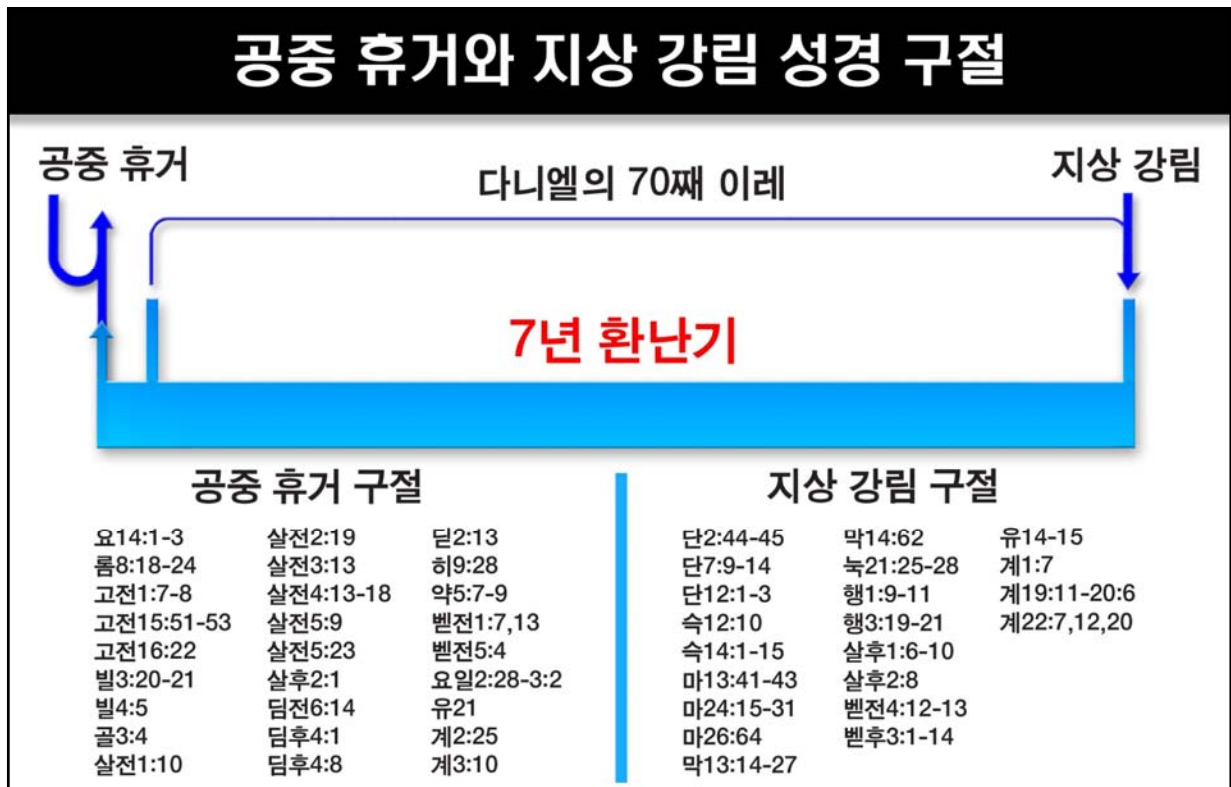 공중 휴거와 지상 강림 성경 구절
공중 휴거
다니엘의 70째 이레
지상 강림
7년 환난기
공중 휴거 구절
요14:1-3
롬8:18-24
고전1:7-8
고전15:51-53
고전16:22
빌3:20-21
빌4:5
골3:4
살전1:10
살전2:19
살전3:13
살전4:13-18
살전5:9
살전5:23
살후2:1
딤전6:14
딤후4:1
딤후4:8
딛2:13
히9:28
약5:7-9
벧전1:7,13
벧전5:4
요일2:28-3:2
유21
계2:25
계3:10
지상 강림 구절
단2:44-45
단7:9-14
단12:1-3
슥12:10
슥14:1-15
마13:41-43
마24:15-31
마26:64
막13:14-27
막14:62
눅21:25-28
행1:9-11
행3:19-21
살후1:6-10
살후2:8
벧전4:12-13
벧후3:1-14
유14-15
계1:7
계19:11-20:6
계22:7,12,20